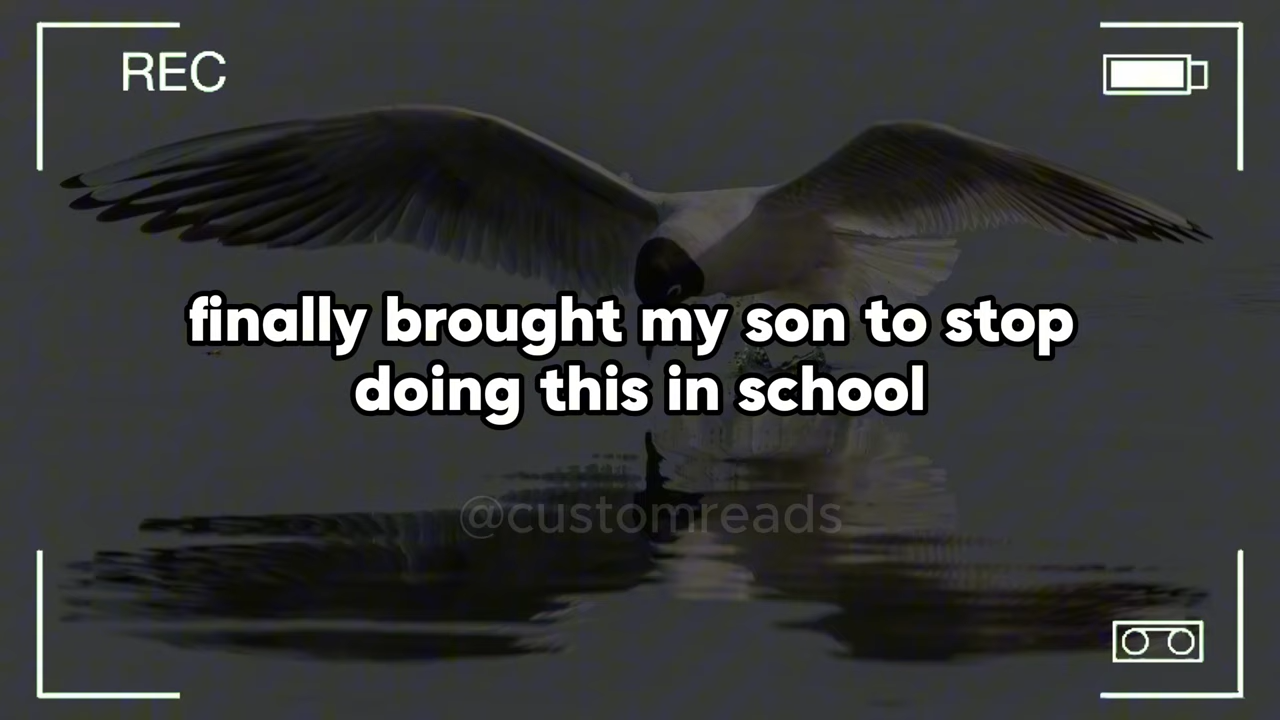 REC
finally brought my son to stop
doing this in school
@customreads